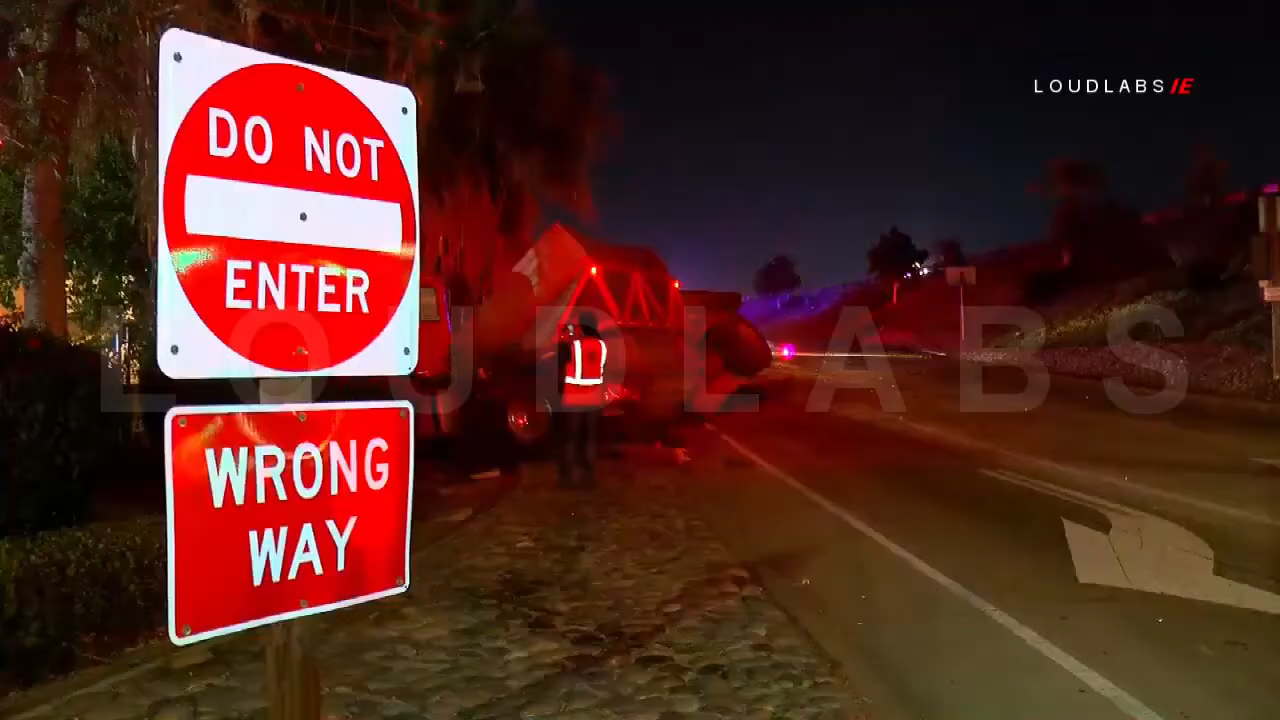 LOUDLABS IE
DO NOT
ENTER
LOUDLABS
WRONG
WAY